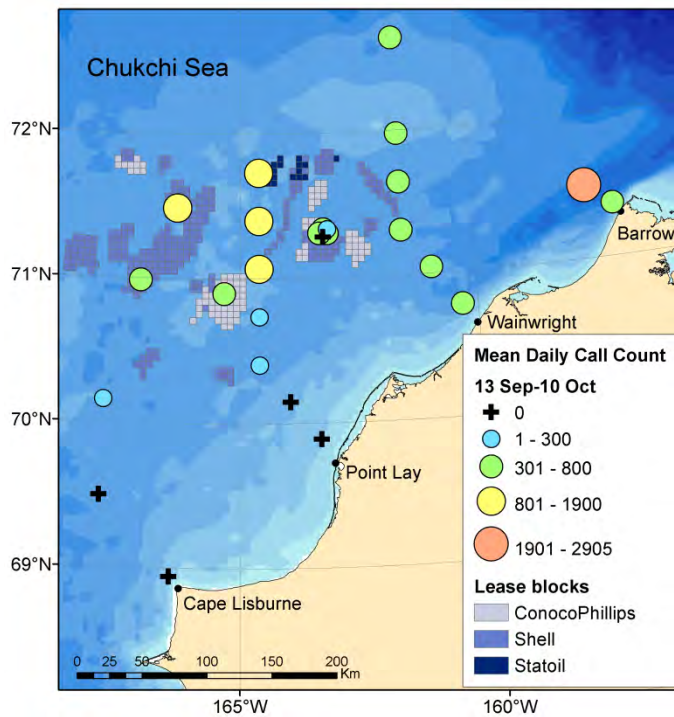 Chukchi Sea
72°N
71°N
70°N
69°N
Barrow
Wainwright
Point Lay
Cape Lisburne
Mean Daily Call Count
13 Sep-10 Oct
0
1 - 300
301 - 800
801 - 1900
1901 - 2905
Lease blocks
ConocoPhillips
Shell
Statoil
0 25 50 100 150 200
Km
165°W
160°W